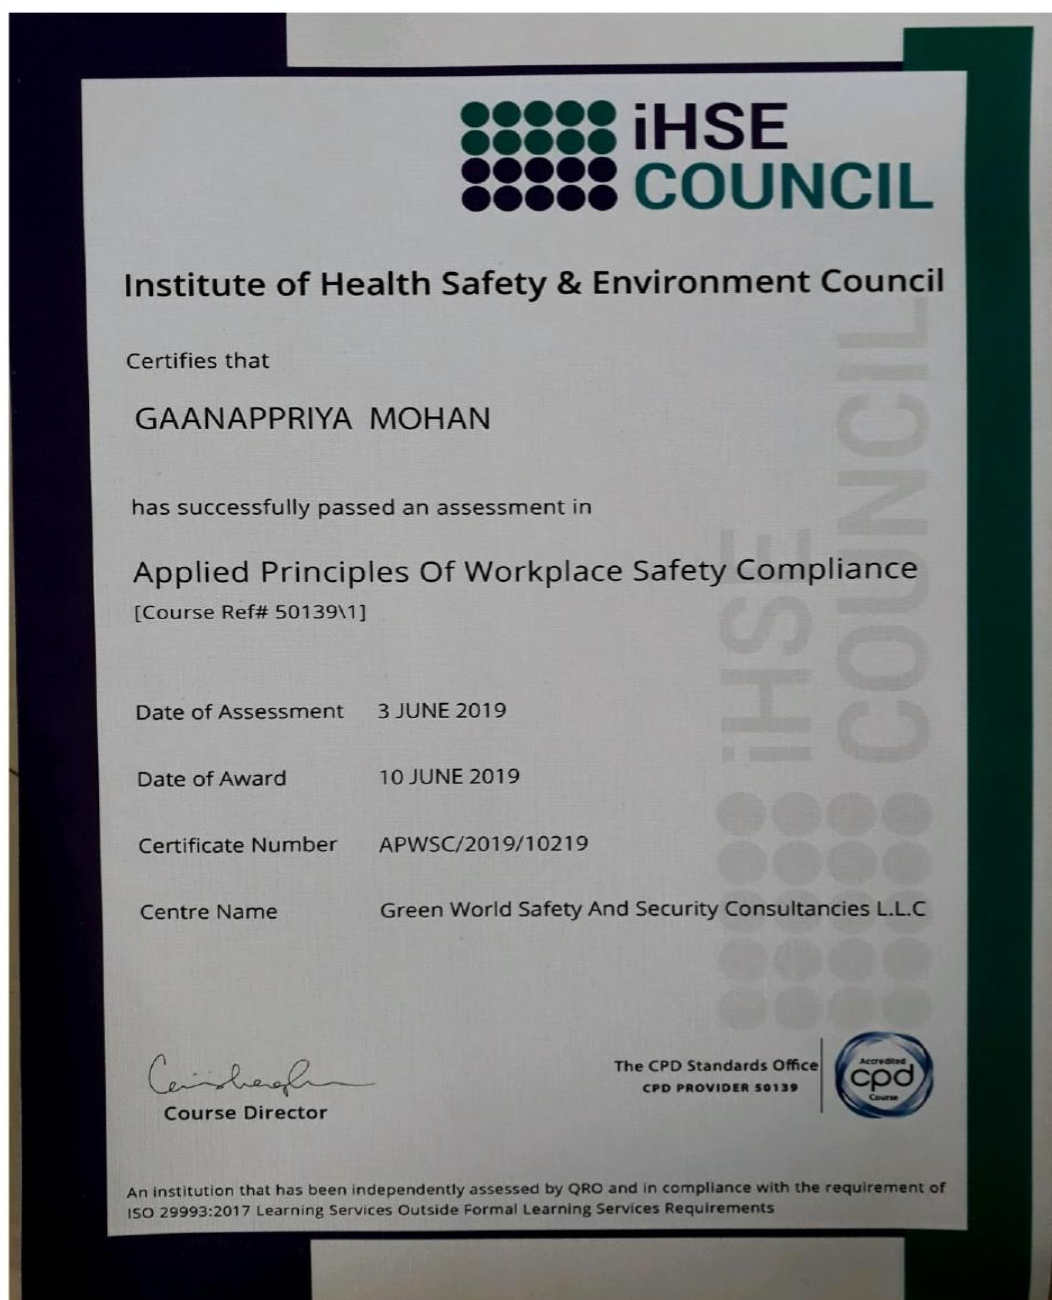 iHSE
COUNCIL
Institute of Health Safety & Environment Council
Certifies that
GAANAPPRIYA MOHAN
has successfully passed an assessment in
Applied Principles Of Workplace Safety Compliance
[Course Ref# 50139\1]
Date of Assessment 3 JUNE 2019
Date of Award 10 JUNE 2019
Certificate Number APWSC/2019/10219
Centre Name Green World Safety And Security Consultancies L.L.C
iHSE
COUNCIL
Course Director
The CPD Standards Office
CPD PROVIDER 50139
Accredited
cpd
Course
An institution that has been independently assessed by QRO and in compliance with the requirement of
ISO 29993:2017 Learning Services Outside Formal Learning Services Requirements